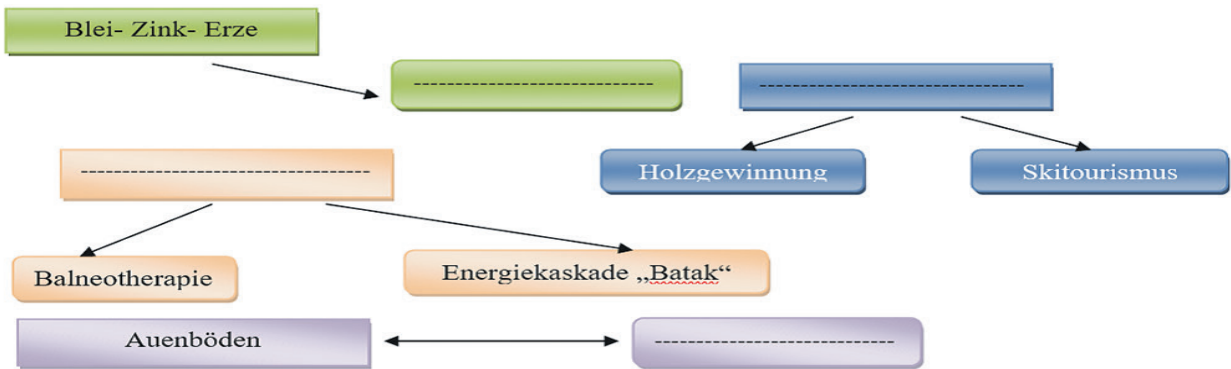 Blei- Zink- Erze
----------------------------
-------------------------------
Holzgewinnung
Skitourismus
----------------------------------
Balneotherapie
Energiekaskade „Batak“
Auenböden
----------------------------